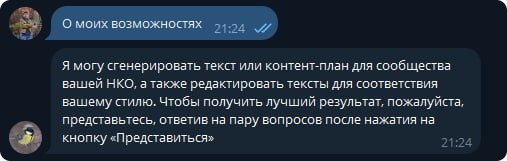 О моих возможностях
21:24
Я могу сгенерировать текст или контент-план для сообщества
вашей НКО, а также редактировать тексты для соответствия
вашему стилю. Чтобы получить лучший результат, пожалуйста,
представьтесь, ответив на пару вопросов после нажатия на
кнопку «Представиться»
21:24